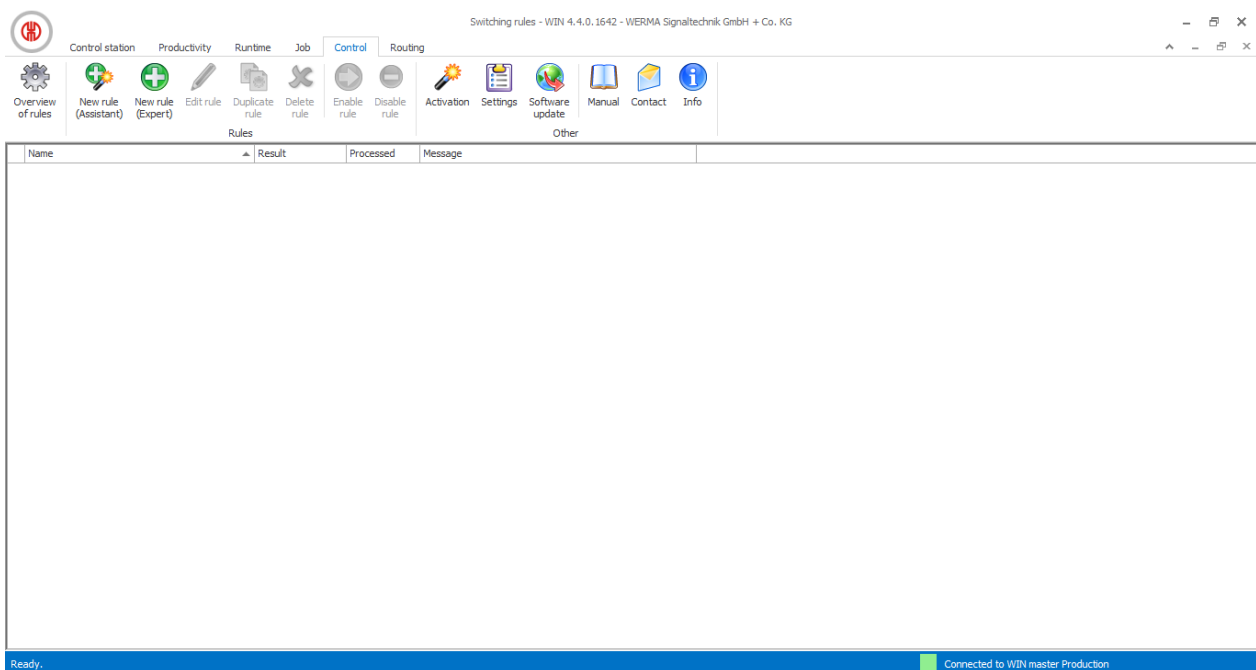 Switching rules - WIN 4.4.0.1642 - WERMA Signaltechnik GmbH + Co. KG
Control station Productivity Runtime Job Control Routing
Overview of rules
New rule (Assistant)
New rule (Expert)
Edit rule
Duplicate rule
Delete rule
Enable rule
Disable rule
Activation
Settings
Software update
Manual
Contact
Info
Rules
Other
Name Result Processed Message
Ready.
Connected to WIN master Production